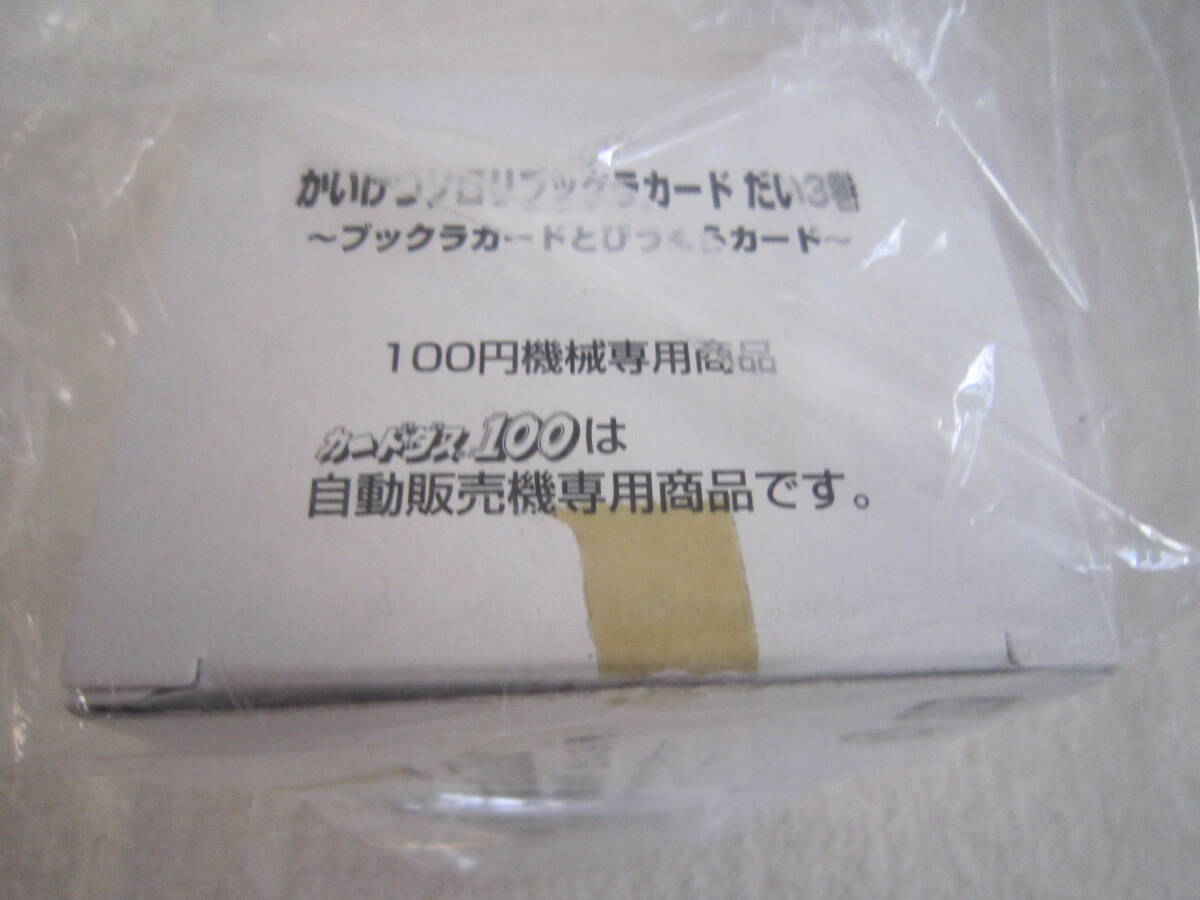 かいけつゾロリブックラカード だい3巻
～ブックラカードとびっくらカード～
100円機械専用商品
カードダス100は
自動販売機専用商品です。